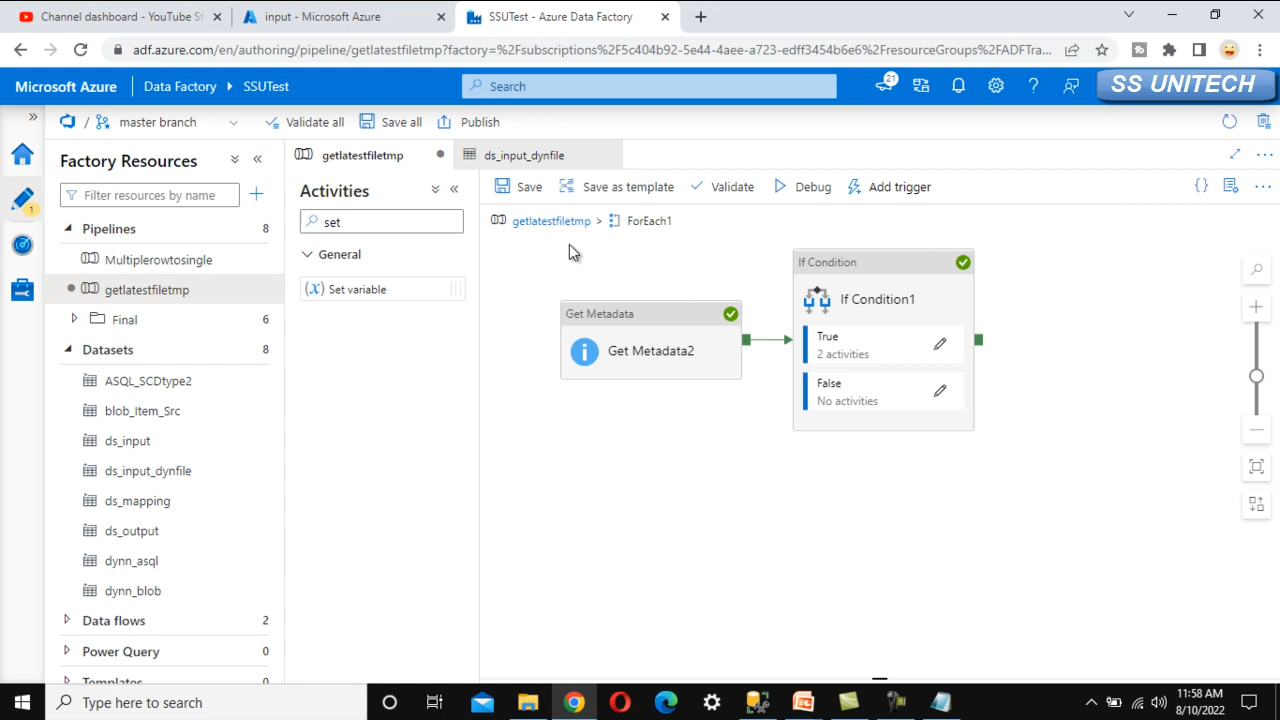 Channel dashboard - YouTube St
input - Microsoft Azure
SSUTest - Azure Data Factory
adf.azure.com/en/authoring/pipeline/getlatestfiletmp?factory=%2Fsubscriptions%2F5c404b92-5e44-4aee-a723-edff3454b6e6%2FresourceGroups%2FADFTra...
Microsoft Azure
Data Factory
SSUTest
Search
21
SS UNITECH
master branch
Validate all
Save all
Publish
Factory Resources
Filter resources by name
1
Pipelines 8
Multiplerowtosingle
getlatestfiletmp
Final 6
Datasets 8
ASQL_SCDtype2
blob_Item_Src
ds_input
ds_input_dynfile
ds_mapping
ds_output
dynn_asql
dynn_blob
Data flows 2
Power Query 0
Templates
getlatestfiletmp
ds_input_dynfile
Activities
set
General
(x) Set variable
Save
Save as template
Validate
Debug
Add trigger
{}
getlatestfiletmp > ForEach1
Get Metadata
Get Metadata2
If Condition
If Condition1
True
2 activities
False
No activities
Type here to search
11:58 AM
8/10/2022